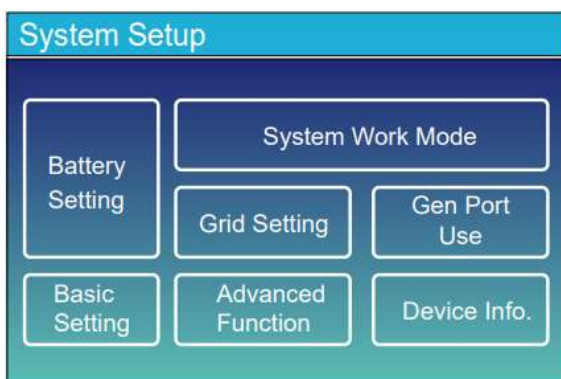 System Setup
Battery
Setting
System Work Mode
Grid Setting
Gen Port
Use
Basic
Setting
Advanced
Function
Device Info.